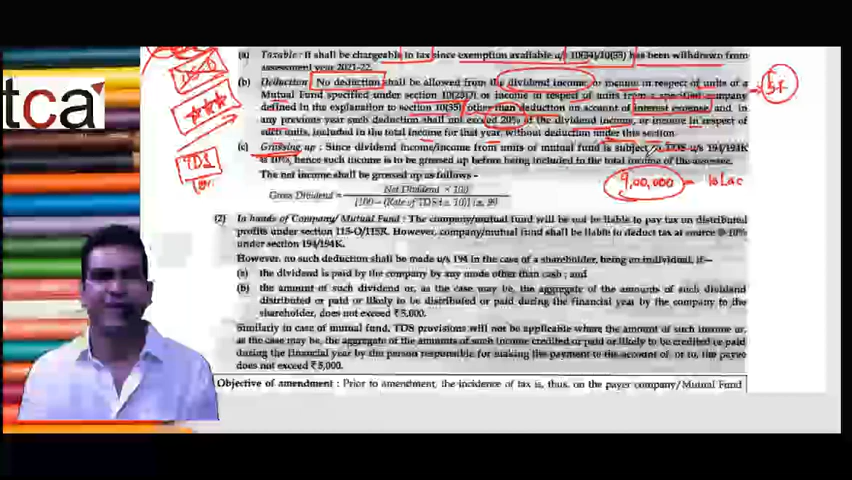 tca
(a) Taxable : It shall be chargeable to tax since exemption available u/s 10(34)/10(35) has been withdrawn from
assessment year 2021-22.
(b) Deduction : No deduction shall be allowed from the dividend income, or income in respect of units of a
Mutual Fund specified under section 10(23D) or income in respect of units from a specified company
defined in the explanation to section 10(35) other than deduction on account of interest expense and in
any previous year such deduction shall not exceed 20% of the dividend income, or income in respect of
such units, included in the total income for that year, without deduction under this section.
(c) Grossing up : Since dividend income/income from units of mutual fund is subject to TDS u/s 194/194K
is 10%, hence such income is to be grossed up before being included in the total income of the assessee.
The net income shall be grossed up as follows -
Gross Dividend = Net Dividend × 100
[100 - (Rate of TDS i.e. 10)] i.e. 90
TDS
9,00,000 - 10 Lac
(2) In hands of Company/ Mutual Fund : The company/mutual fund will be not be liable to pay tax on distributed
profits under section 115-O/115R. However, company/mutual fund shall be liable to deduct tax at source @ 10%
under section 194/194K.
However, no such deduction shall be made u/s 194 in the case of a shareholder, being an individual, if—
(a) the dividend is paid by the company by any mode other than cash ; and
(b) the amount of such dividend or, as the case may be, the aggregate of the amounts of such dividend
distributed or paid or likely to be distributed or paid during the financial year by the company to the
shareholder, does not exceed ₹ 5,000.
Similarly in case of mutual fund, TDS provisions will not be applicable where the amount of such income or,
as the case may be, the aggregate of the amounts of such income credited or paid or likely to be credited or paid
during the financial year by the person responsible for making the payment to the account of, or to, the payee
does not exceed ₹ 5,000.
Objective of amendment : Prior to amendment, the incidence of tax is, thus, on the payer company/Mutual Fund